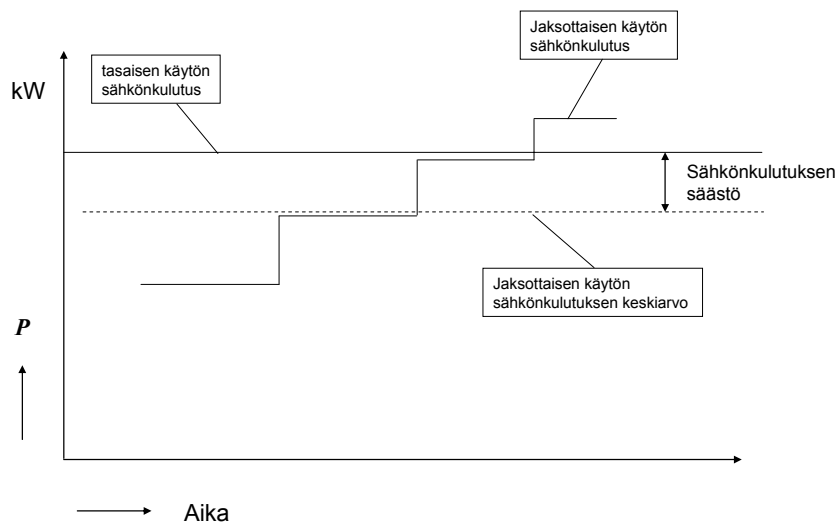 Jaksottaisen käytön
sähkönkulutus
tasaisen käytön
sähkönkulutus
kW
Sähkönkulutuksen
säästö
Jaksottaisen käytön
sähkönkulutuksen keskiarvo
P
Aika